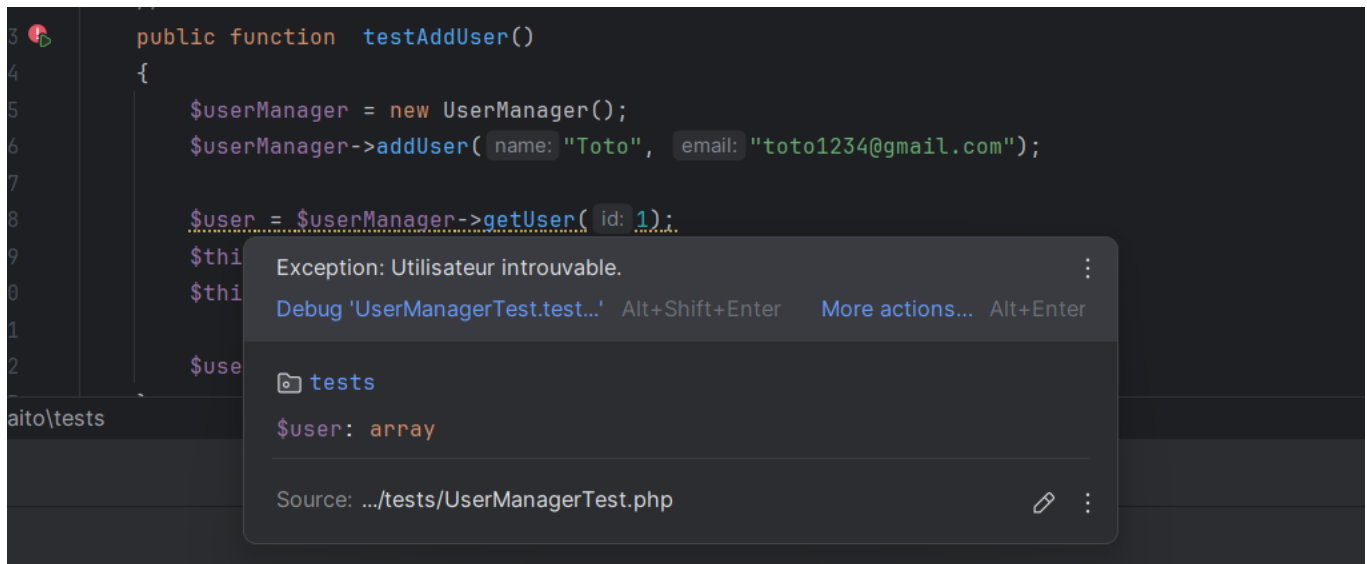 3 public function testAddUser()
4 {
5 $userManager = new UserManager();
6 $userManager->addUser( name: "Toto", email: "toto1234@gmail.com");
7
8 $user = $userManager->getUser( id: 1);
9 $thi
0 $thi
1
2 $use
Exception: Utilisateur introuvable.
Debug 'UserManagerTest.test...' Alt+Shift+Enter More actions... Alt+Enter
tests
$user: array
Source: .../tests/UserManagerTest.php
aito\tests